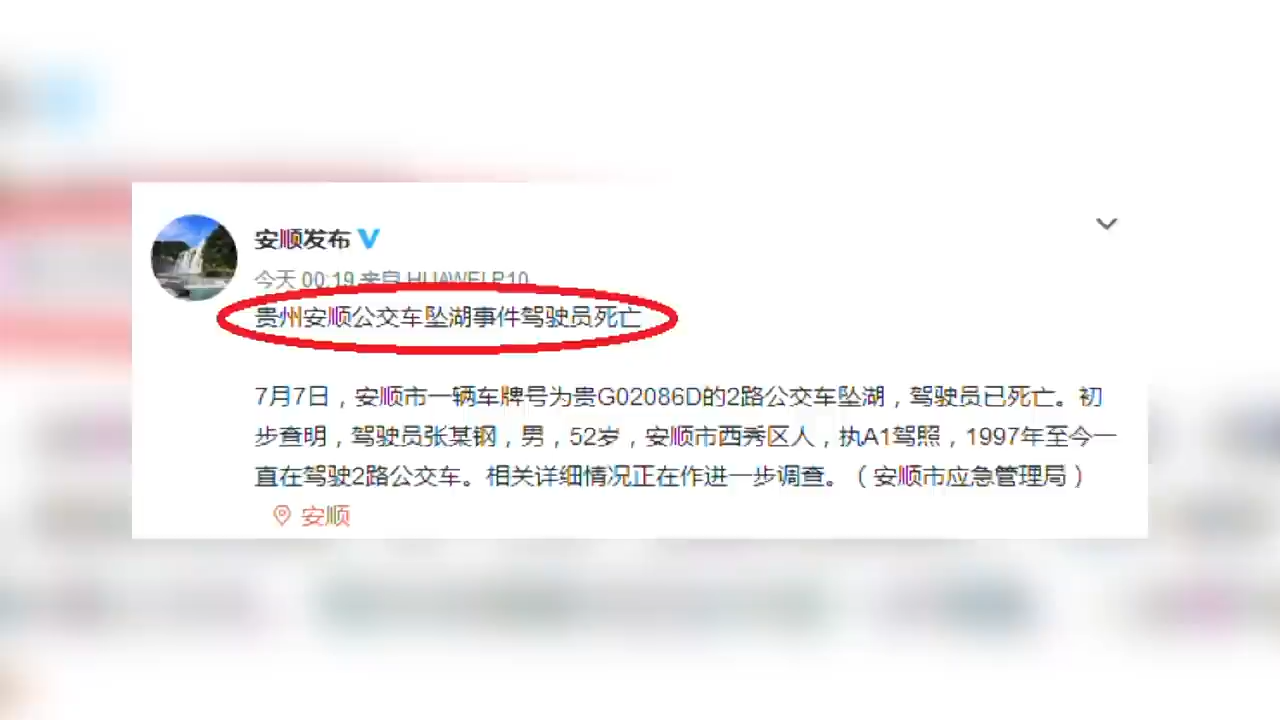 安顺发布
今天 00:19 来自 HUAWEI P10
贵州安顺公交车坠湖事件驾驶员死亡
7月7日，安顺市一辆车牌号为贵G02086D的2路公交车坠湖，驾驶员已死亡。初
步查明，驾驶员张某钢，男，52岁，安顺市西秀区人，执A1驾照，1997年至今一
直在驾驶2路公交车。相关详细情况正在作进一步调查。（安顺市应急管理局）
安顺